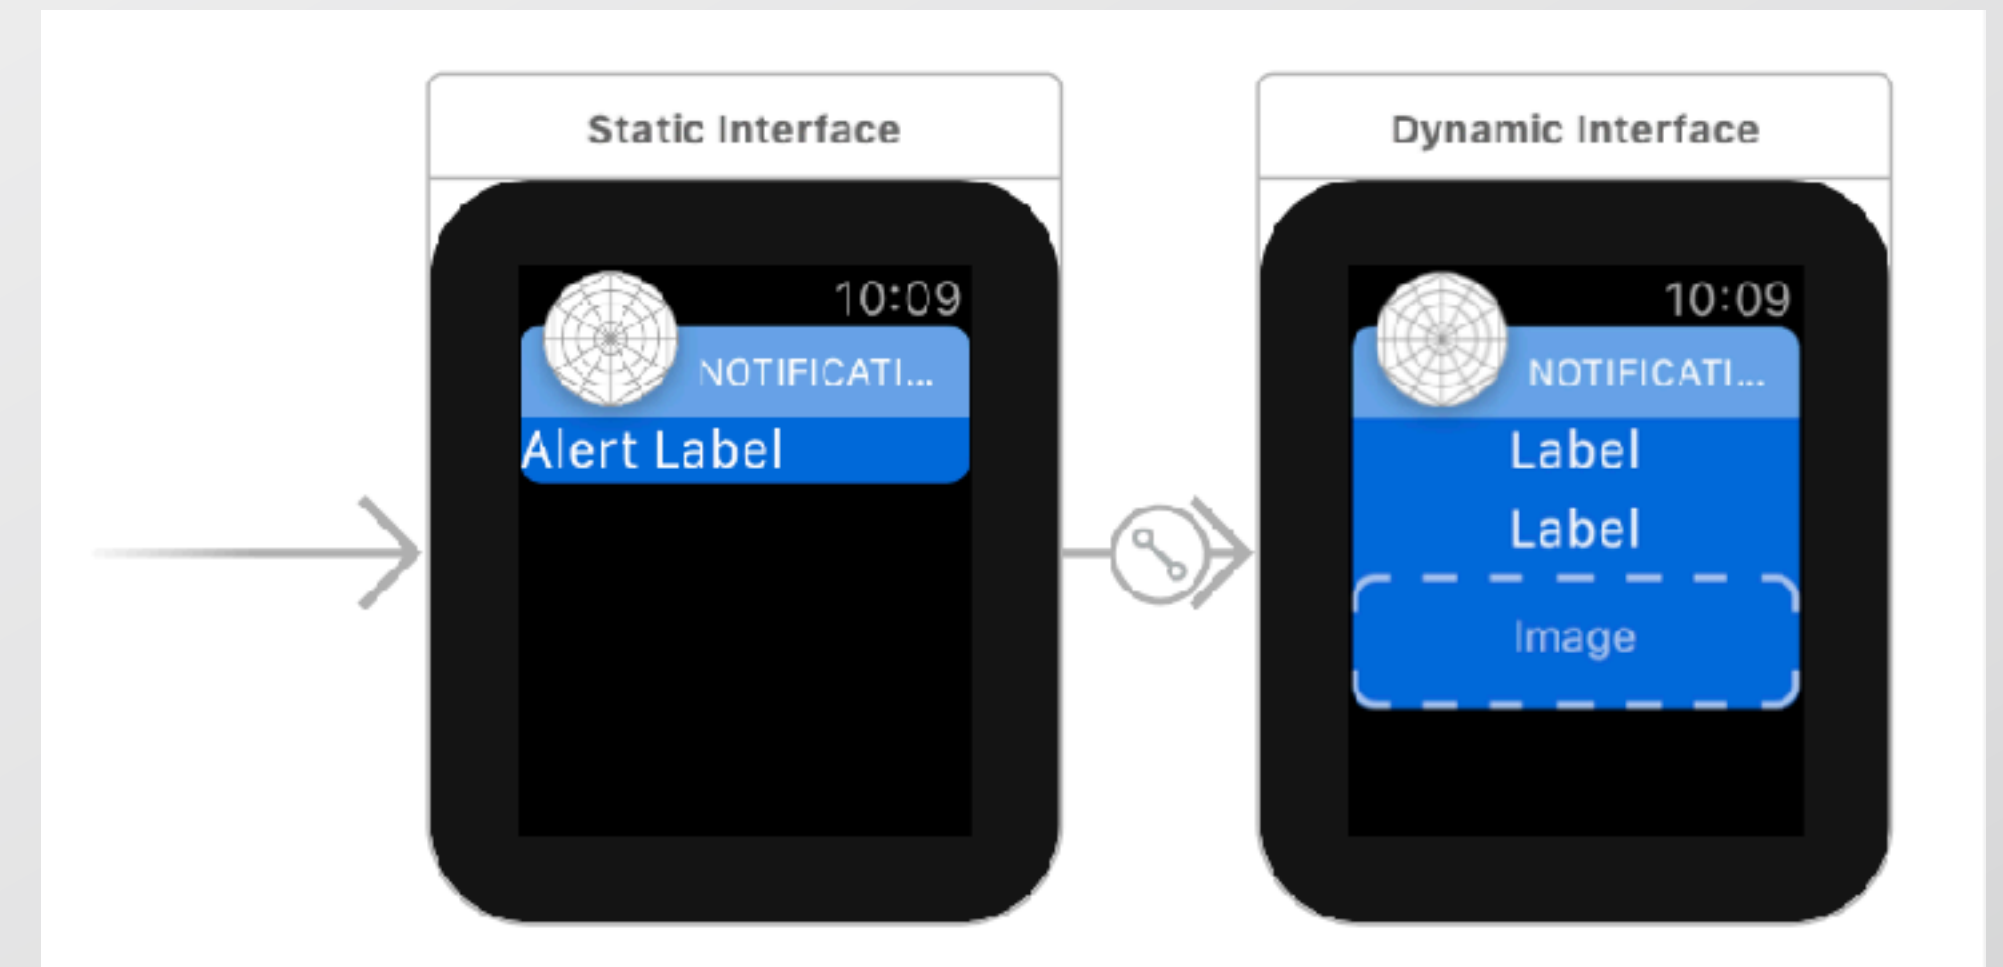 Static Interface
10:09
NOTIFICATI...
Alert Label
Dynamic Interface
10:09
NOTIFICATI...
Label
Label
Image